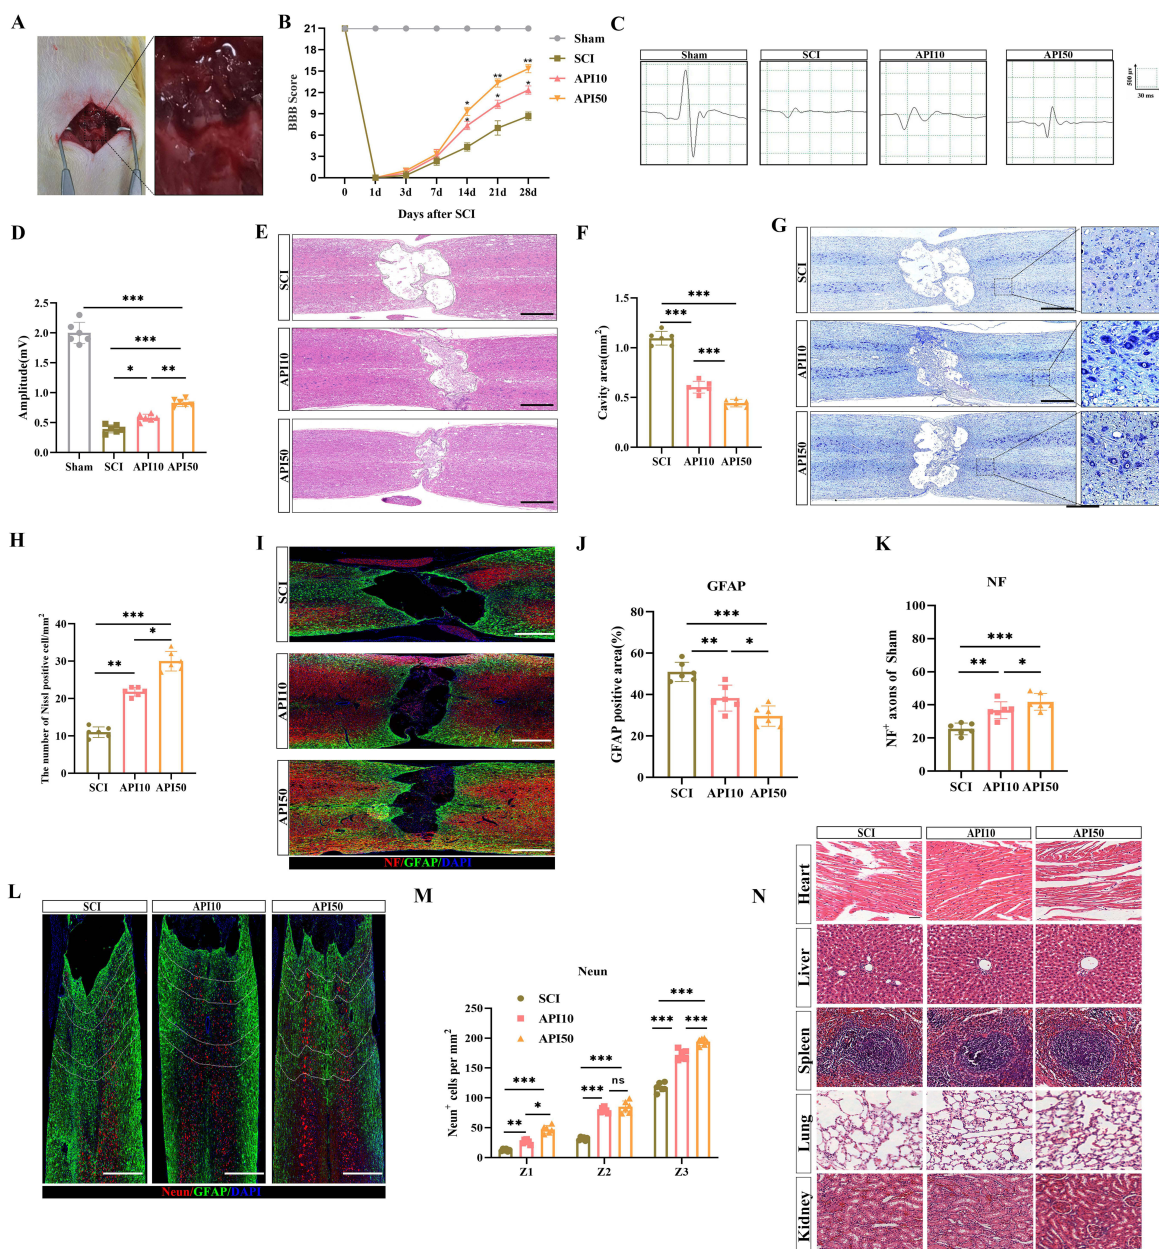 A
B
21
18
15
12
9
6
3
0
BBB Score
0
1d
3d
7d
14d
21d
28d
Days after SCI
Sham
SCI
API10
API50
*
*
*
**
*
**
C
Sham
SCI
API10
API50
500 μv
30 ms
D
2.5
2.0
1.5
1.0
0.5
0.0
Amplitude(mV)
***
***
*
**
Sham
SCI
API10
API50
E
SCI
API10
API50
F
1.5
1.2
0.9
0.5
0.0
Cavity area(mm²)
***
***
***
SCI
API10
API50
G
SCI
API10
API50
H
40
30
20
10
0
The number of Nissl positive cell/mm²
***
*
**
SCI
API10
API50
I
SCI
API10
API50
NF/GFAP/DAPI
J
GFAP
80
60
40
20
0
GFAP positive area(%)
***
**
*
SCI
API10
API50
K
NF
100
80
60
40
20
0
NF⁺ axons of Sham
***
**
*
SCI
API10
API50
L
SCI
API10
API50
Neun/GFAP/DAPI
M
Neun
SCI
API10
API50
250
200
150
100
50
0
Neun⁺ cells per mm²
***
**
*
***
***
ns
***
***
***
Z1
Z2
Z3
N
SCI
API10
API50
Heart
Liver
Spleen
Lung
Kidney